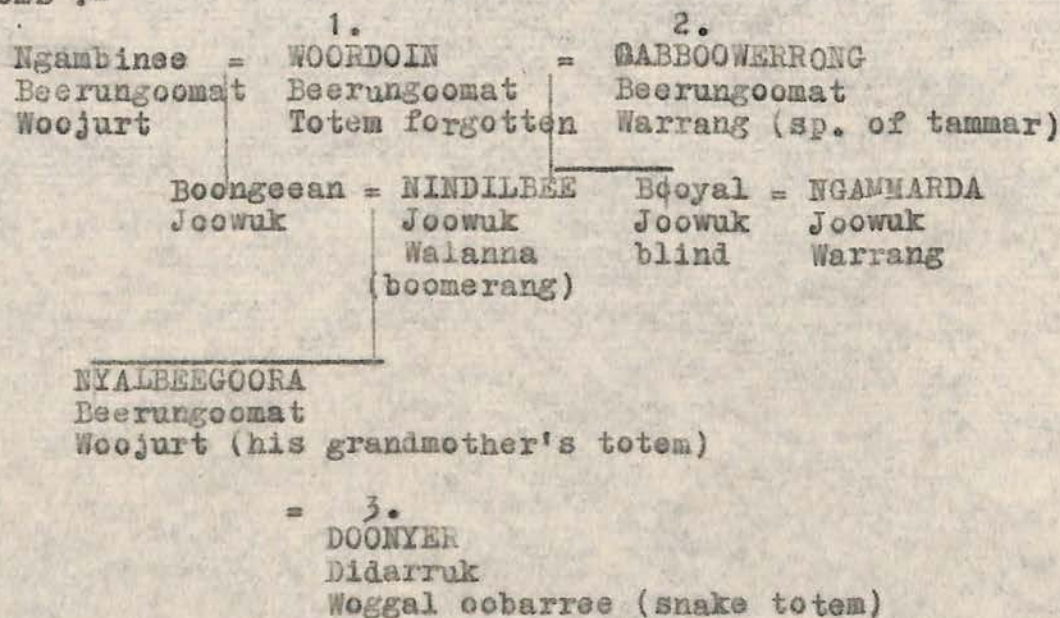 1. 2.
Ngambinee = WOORDOIN = GABBOOWERRONG
Beerungoomat Beerungoomat Beerungoomat
Woojurt Totem forgotten Warrang (sp. of tammar)
Boongeean = NINDILBEE Booyal = NGAMMARDA
Joowuk Joowuk Joowuk Joowuk
Walanna blind Warrang
(boomerang)
NYALBEEGOORA
Beerungoomat
Woojurt (his grandmother's totem)
= 3.
DOONYER
Didarruk
Woggal oobarree (snake totem)